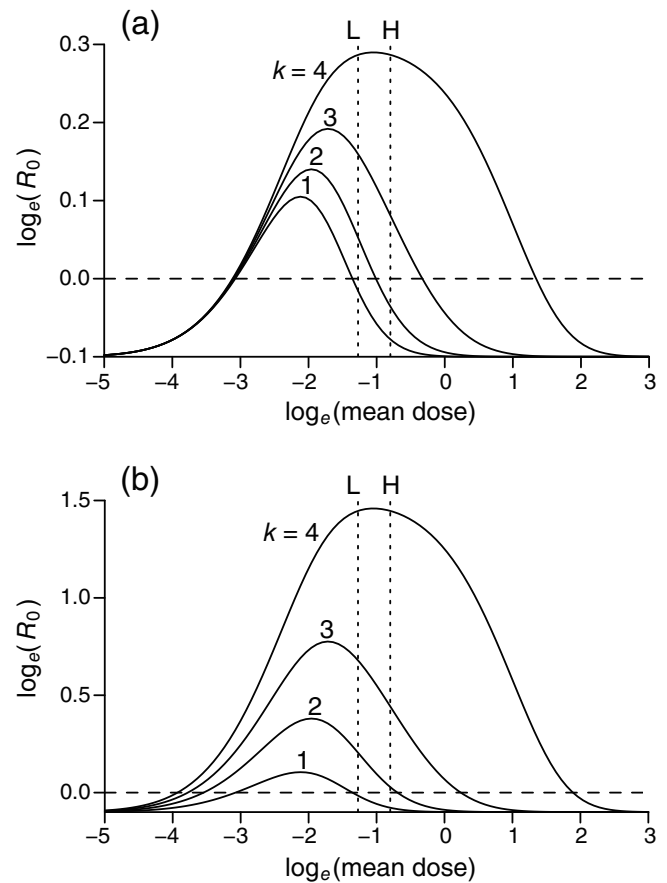 (a)
L H
0.3
k = 4
0.2
3
2
1
0.1
0.0
−0.1
logₑ(R₀)
−5 −4 −3 −2 −1 0 1 2 3
logₑ(mean dose)
(b)
L H
1.5
k = 4
1.0
3
0.5
2
1
0.0
logₑ(R₀)
−5 −4 −3 −2 −1 0 1 2 3
logₑ(mean dose)